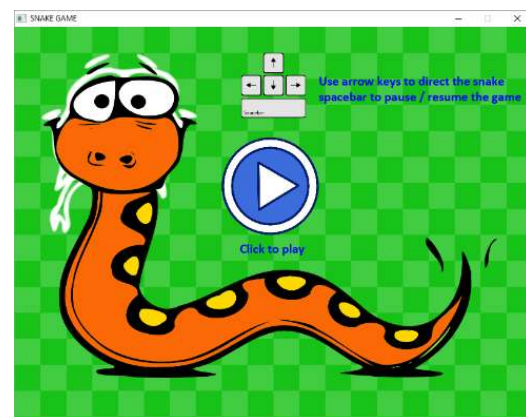 SNAKE GAME
Use arrow keys to direct the snake
spacebar to pause / resume the game
Click to play